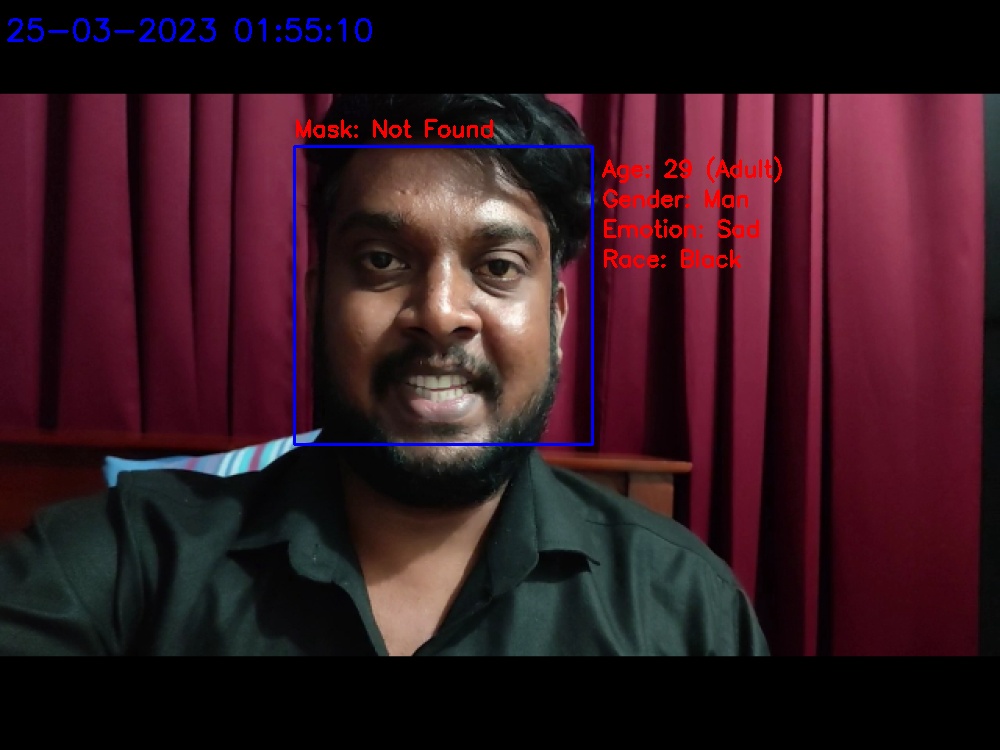 25-03-2023 01:55:10
Mask: Not Found
Age: 29 (Adult)
Gender: Man
Emotion: Sad
Race: Black